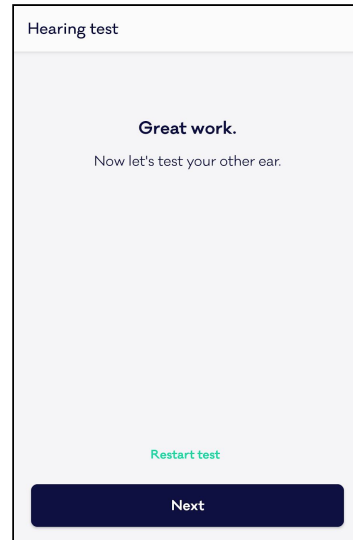 Hearing test
Great work.
Now let's test your other ear.
Restart test
Next